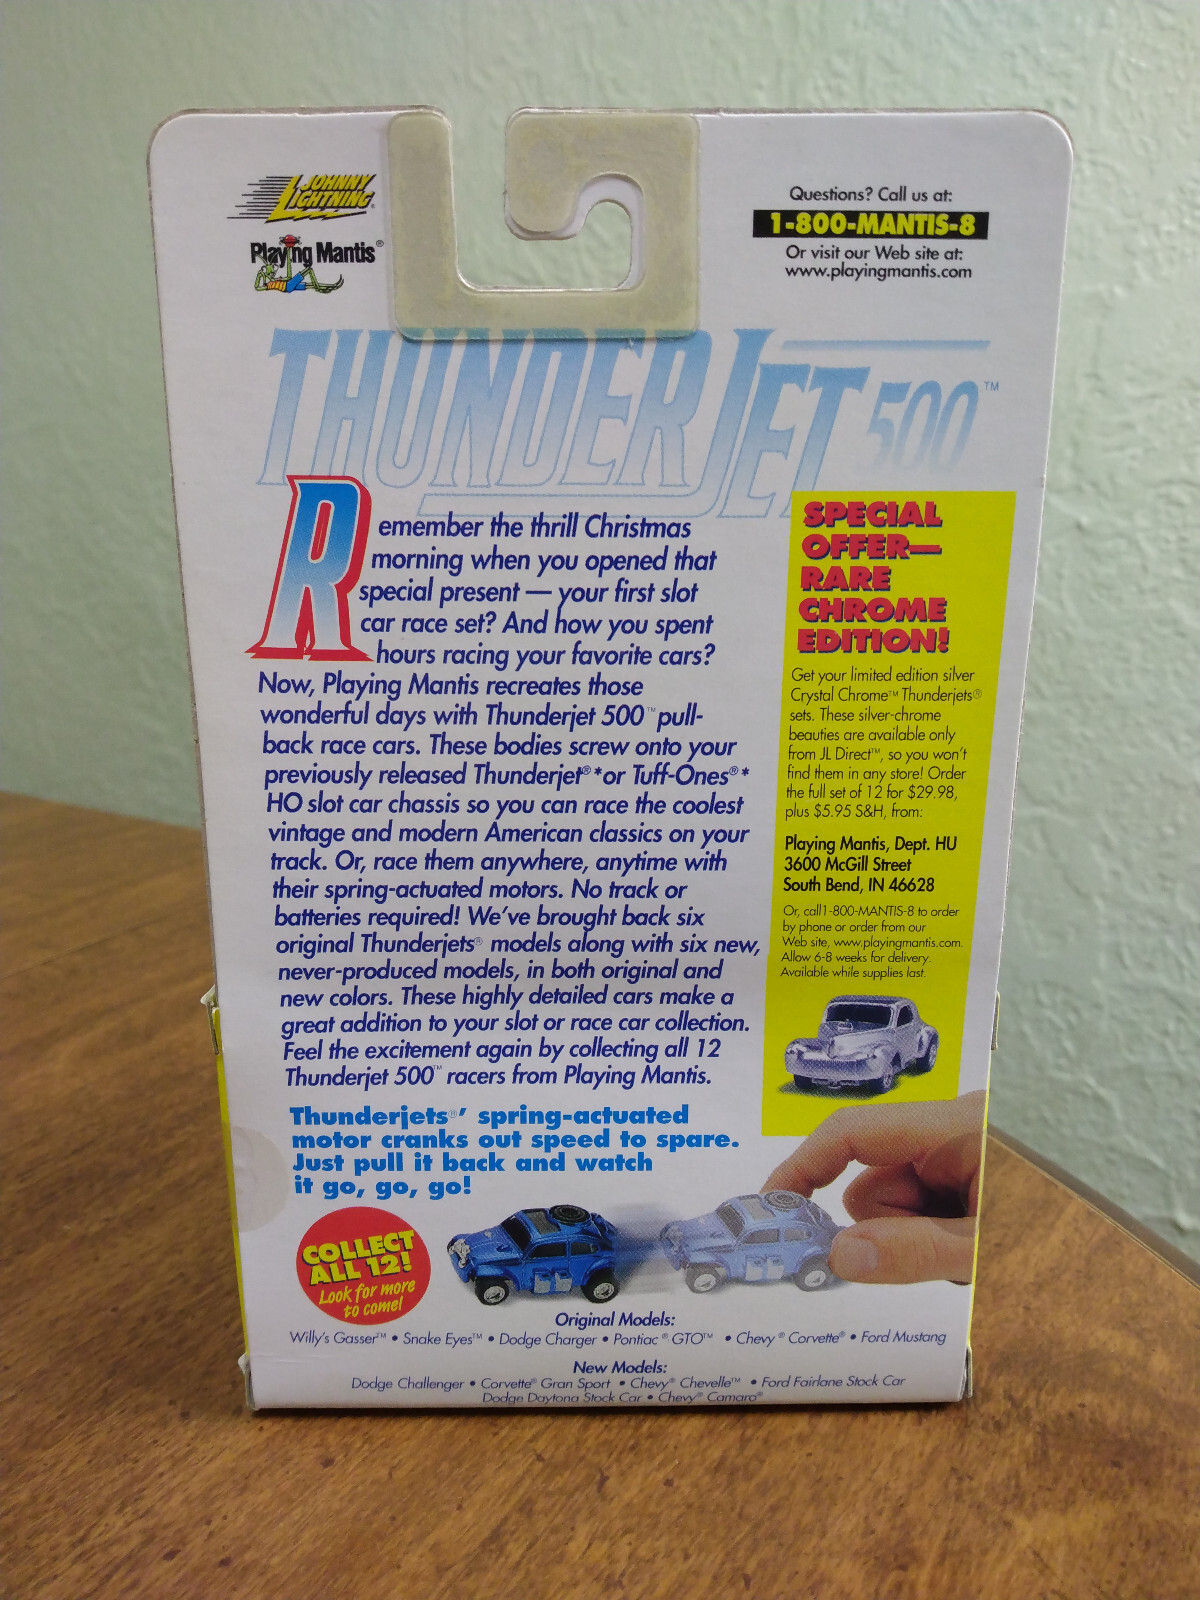 JOHNNY
LIGHTNING
Playing Mantis®
Questions? Call us at:
1-800-MANTIS-8
Or visit our Web site at:
www.playingmantis.com
THUNDERJET 500™
Remember the thrill Christmas
morning when you opened that
special present — your first slot
car race set? And how you spent
hours racing your favorite cars?
Now, Playing Mantis recreates those
wonderful days with Thunderjet 500™ pull-
back race cars. These bodies screw onto your
previously released Thunderjet®* or Tuff-Ones®*
HO slot car chassis so you can race the coolest
vintage and modern American classics on your
track. Or, race them anywhere, anytime with
their spring-actuated motors. No track or
batteries required! We've brought back six
original Thunderjets® models along with six new,
never-produced models, in both original and
new colors. These highly detailed cars make a
great addition to your slot or race car collection.
Feel the excitement again by collecting all 12
Thunderjet 500™ racers from Playing Mantis.
SPECIAL
OFFER—
RARE
CHROME
EDITION!
Get your limited edition silver
Crystal Chrome™ Thunderjets®
sets. These silver-chrome
beauties are available only
from JL Direct™, so you won't
find them in any store! Order
the full set of 12 for $29.98,
plus $5.95 S&H, from:
Playing Mantis, Dept. HU
3600 McGill Street
South Bend, IN 46628
Or, call1-800-MANTIS-8 to order
by phone or order from our
Web site, www.playingmantis.com.
Allow 6-8 weeks for delivery.
Available while supplies last.
Thunderjets®' spring-actuated
motor cranks out speed to spare.
Just pull it back and watch
it go, go, go!
COLLECT
ALL 12!
Look for more
to come!
Original Models:
Willy's Gasser™ • Snake Eyes™ • Dodge Charger • Pontiac® GTO™ • Chevy® Corvette® • Ford Mustang
New Models:
Dodge Challenger • Corvette® Gran Sport • Chevy® Chevelle™ • Ford Fairlane Stock Car
Dodge Daytona Stock Car • Chevy® Camaro®